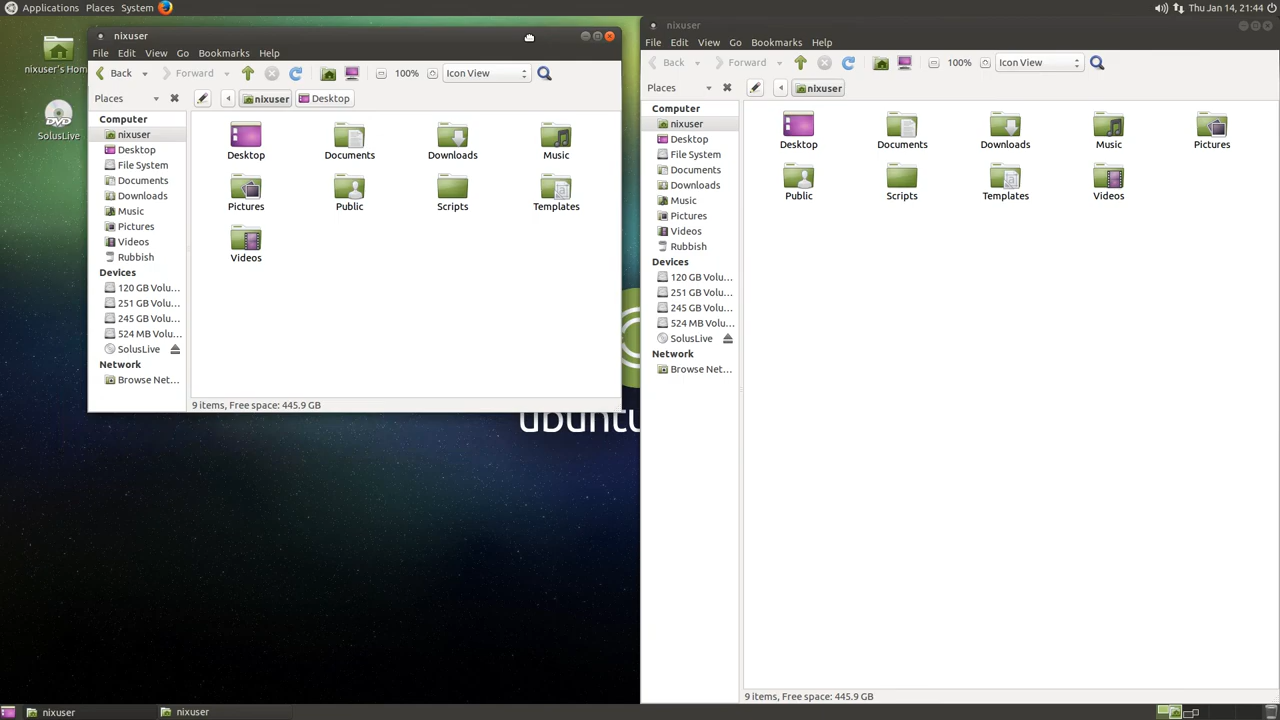 Applications Places System
Thu Jan 14, 21:44
nixuser's Hom
SolusLive
nixuser
File Edit View Go Bookmarks Help
Back Forward 100% Icon View
Places nixuser Desktop
Computer
nixuser
Desktop
File System
Documents
Downloads
Music
Pictures
Videos
Rubbish
Devices
120 GB Volu...
251 GB Volu...
245 GB Volu...
524 MB Volu...
SolusLive
Network
Browse Net...
Desktop Documents Downloads Music
Pictures Public Scripts Templates
Videos
9 items, Free space: 445.9 GB
ubuntu
nixuser
File Edit View Go Bookmarks Help
Back Forward 100% Icon View
Places nixuser
Computer
nixuser
Desktop
File System
Documents
Downloads
Music
Pictures
Videos
Rubbish
Devices
120 GB Volu...
251 GB Volu...
245 GB Volu...
524 MB Volu...
SolusLive
Network
Browse Net...
Desktop Documents Downloads Music Pictures
Public Scripts Templates Videos
9 items, Free space: 445.9 GB
nixuser nixuser